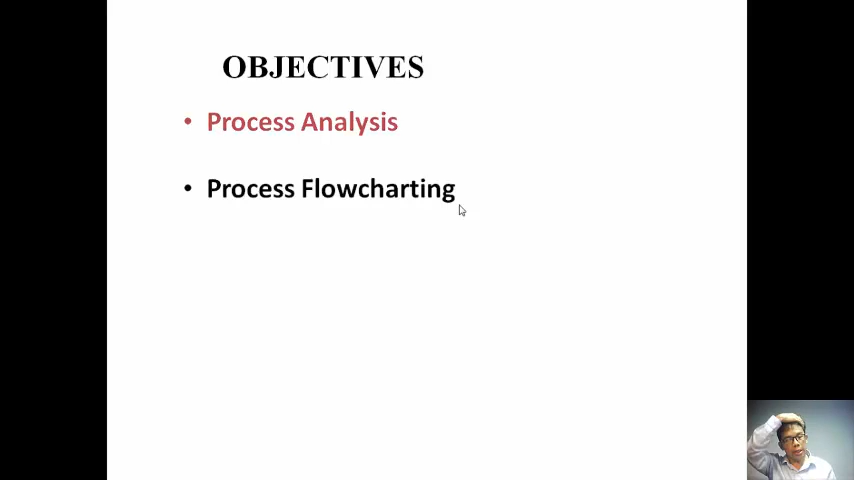 OBJECTIVES
• Process Analysis
• Process Flowcharting